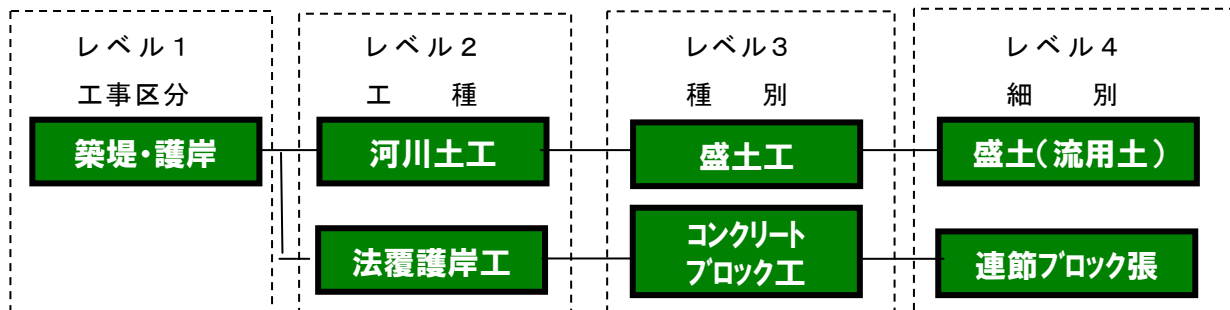 レベル１
レベル２
レベル３
レベル４
工事区分
工　種
種　別
細　別
築堤・護岸
河川土工
盛土工
盛土（流用土）
法覆護岸工
コンクリート
ブロック工
連節ブロック張